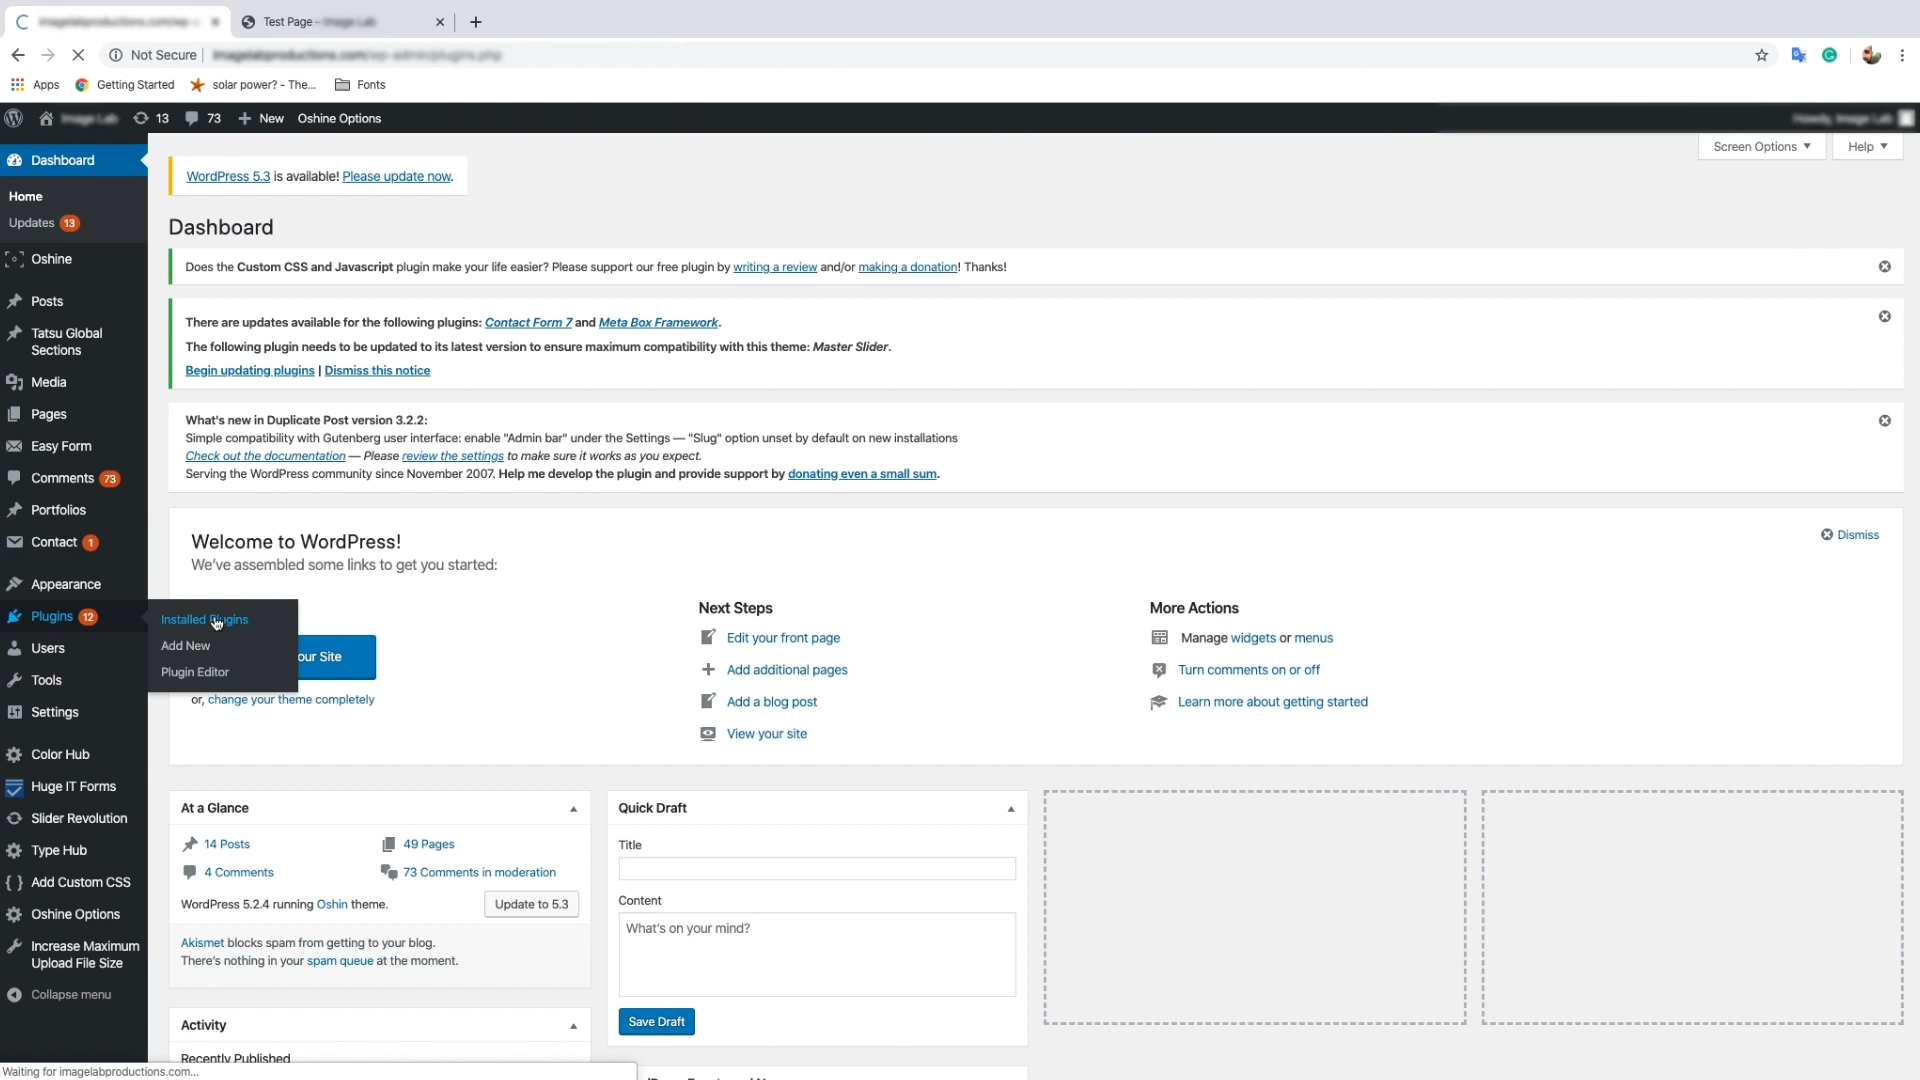 Test Page -
Not Secure
Apps
Getting Started
solar power? - The...
Fonts
13
73
New
Oshine Options
Dashboard
Home
Updates 13
Oshine
Posts
Tatsu Global
Sections
Media
Pages
Easy Form
Comments 73
Portfolios
Contact 1
Appearance
Plugins 12
Users
Tools
Settings
Color Hub
Huge IT Forms
Slider Revolution
Type Hub
Add Custom CSS
Oshine Options
Increase Maximum
Upload File Size
Collapse menu
Installed Plugins
Add New
Plugin Editor
Screen Options
Help
WordPress 5.3 is available! Please update now.
Dashboard
Does the Custom CSS and Javascript plugin make your life easier? Please support our free plugin by writing a review and/or making a donation! Thanks!
There are updates available for the following plugins: Contact Form 7 and Meta Box Framework.
The following plugin needs to be updated to its latest version to ensure maximum compatibility with this theme: Master Slider.
Begin updating plugins | Dismiss this notice
What's new in Duplicate Post version 3.2.2:
Simple compatibility with Gutenberg user interface: enable "Admin bar" under the Settings — "Slug" option unset by default on new installations
Check out the documentation — Please review the settings to make sure it works as you expect.
Serving the WordPress community since November 2007. Help me develop the plugin and provide support by donating even a small sum.
Welcome to WordPress!
We've assembled some links to get you started:
Dismiss
our Site
or, change your theme completely
Next Steps
Edit your front page
Add additional pages
Add a blog post
View your site
More Actions
Manage widgets or menus
Turn comments on or off
Learn more about getting started
At a Glance
14 Posts
49 Pages
4 Comments
73 Comments in moderation
WordPress 5.2.4 running Oshin theme.
Update to 5.3
Akismet blocks spam from getting to your blog.
There's nothing in your spam queue at the moment.
Activity
Recently Published
Quick Draft
Title
Content
What's on your mind?
Save Draft
Waiting for imagelabproductions.com...